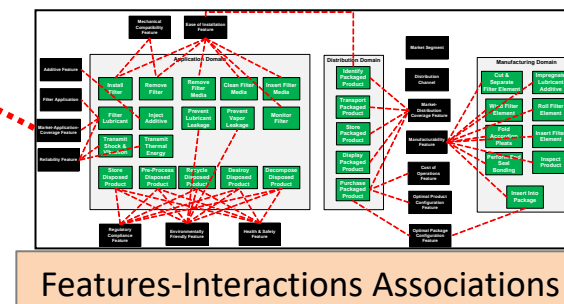 Mechanical
Compatibility
Feature
Ease of Installation
Feature
Market Segment
Application Domain
Distribution Domain
Manufacturing Domain
Additive Feature
Filter Application
Market-Application-
Coverage Feature
Reliability Feature
Install
Filter
Remove
Filter
Remove
Filter
Media
Clean Filter
Media
Insert Filter
Media
Filter
Lubricant
Inject
Additive
Prevent
Lubricant
Leakage
Prevent
Vapor
Leakage
Monitor
Filter
Transmit
Shock &
Vibration
Transmit
Thermal
Energy
Store
Disposed
Product
Pre-Process
Disposed
Product
Recycle
Disposed
Product
Destroy
Disposed
Product
Decompose
Disposed
Product
Regulatory
Compliance
Feature
Environmentally
Friendly Feature
Health & Safety
Feature
Identify
Packaged
Product
Transport
Packaged
Product
Store
Packaged
Product
Display
Packaged
Product
Purchase
Packaged
Product
Distribution
Channel
Market-
Distribution
Coverage Feature
Manufacturability
Feature
Cost of
Operations
Feature
Optimal Product
Configuration
Feature
Optimal Package
Configuration
Feature
Cut &
Separate
Filter Element
Impregnate
Lubricant
Additive
Wind Filter
Element
Roll Filter
Element
Fold
Accordion
Pleats
Insert Filter
Element
Perform
Seal
Bonding
Inspect
Product
Insert Into
Package
Features-Interactions Associations